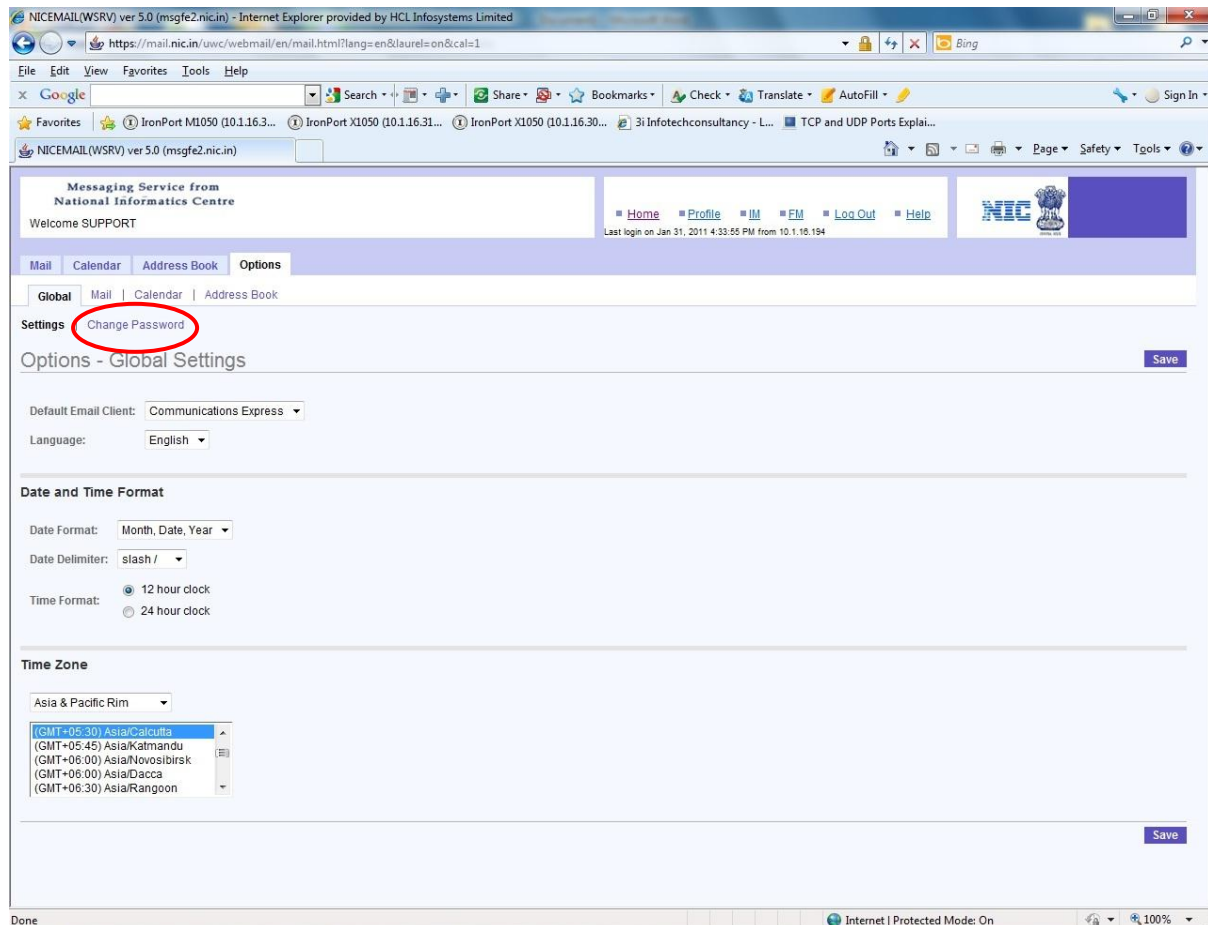 NICEMAIL(WSRV) ver 5.0 (msgfe2.nic.in) - Internet Explorer provided by HCL Infosystems Limited
https://mail.nic.in/uwc/webmail/en/mail.html?lang=en&laurel=on&cal=1
Bing
File Edit View Favorites Tools Help
x Google Search Share Bookmarks Check Translate AutoFill Sign In
Favorites IronPort M1050 (10.1.16.3... IronPort X1050 (10.1.16.31... IronPort X1050 (10.1.16.30... 3i Infotechconsultancy - L... TCP and UDP Ports Explai...
NICEMAIL(WSRV) ver 5.0 (msgfe2.nic.in) Page Safety Tools
Messaging Service from
National Informatics Centre
Welcome SUPPORT
Home Profile IM FM Log Out Help
Last login on Jan 31, 2011 4:33:55 PM from 10.1.16.194
NIC
Mail Calendar Address Book Options
Global Mail | Calendar | Address Book
Settings | Change Password
Options - Global Settings Save
Default Email Client: Communications Express
Language: English
Date and Time Format
Date Format: Month, Date, Year
Date Delimiter: slash /
Time Format:
12 hour clock
24 hour clock
Time Zone
Asia & Pacific Rim
(GMT+05:30) Asia/Calcutta
(GMT+05:45) Asia/Katmandu
(GMT+06:00) Asia/Novosibirsk
(GMT+06:00) Asia/Dacca
(GMT+06:30) Asia/Rangoon
Save
Done Internet | Protected Mode: On 100%